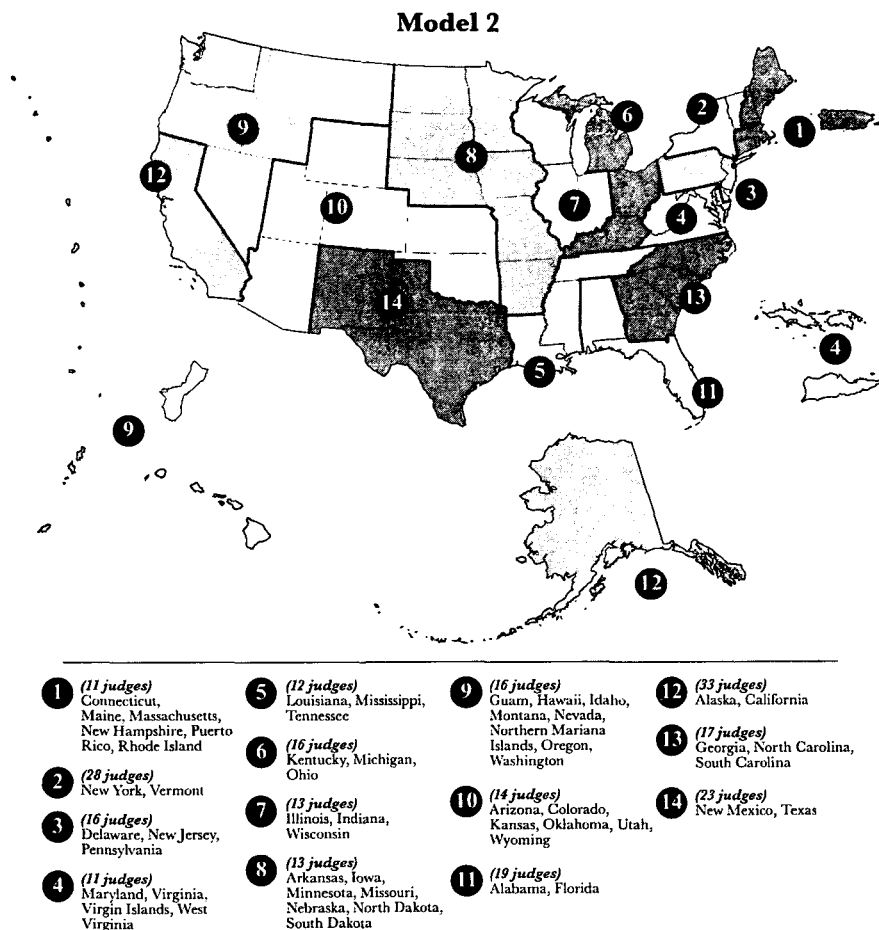 Model 2
9
12
10
8
7
6
2
1
3
4
14
13
5
11
4
9
12
1
(11 judges)
Connecticut,
Maine, Massachusetts,
New Hampshire, Puerto
Rico, Rhode Island
2
(28 judges)
New York, Vermont
3
(16 judges)
Delaware, New Jersey,
Pennsylvania
4
(11 judges)
Maryland, Virginia,
Virgin Islands, West
Virginia
5
(12 judges)
Louisiana, Mississippi,
Tennessee
6
(16 judges)
Kentucky, Michigan,
Ohio
7
(13 judges)
Illinois, Indiana,
Wisconsin
8
(13 judges)
Arkansas, Iowa,
Minnesota, Missouri,
Nebraska, North Dakota,
South Dakota
9
(16 judges)
Guam, Hawaii, Idaho,
Montana, Nevada,
Northern Mariana
Islands, Oregon,
Washington
10
(14 judges)
Arizona, Colorado,
Kansas, Oklahoma, Utah,
Wyoming
11
(19 judges)
Alabama, Florida
12
(33 judges)
Alaska, California
13
(17 judges)
Georgia, North Carolina,
South Carolina
14
(23 judges)
New Mexico, Texas